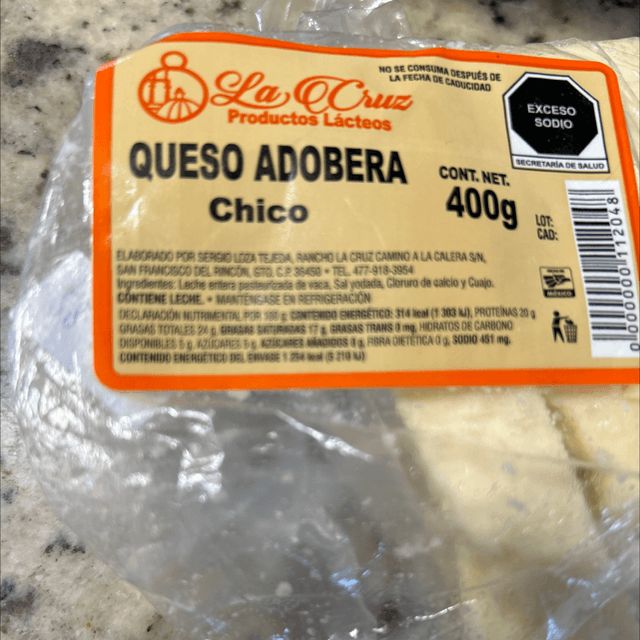 La Cruz
Productos Lácteos
NO SE CONSUMA DESPUÉS DE
LA FECHA DE CADUCIDAD
EXCESO
SODIO
SECRETARÍA DE SALUD
QUESO ADOBERA
Chico
CONT. NET.
400g
LOT:
CAD:
ELABORADO POR SERGIO LOZA TEJEDA, RANCHO LA CRUZ CAMINO A LA CALERA S/N,
SAN FRANCISCO DEL RINCÓN, GTO. C.P. 36450 • TEL. 477-918-3954
Ingredientes: Leche entera pasteurizada de vaca, Sal yodada, Cloruro de calcio y Cuajo.
CONTIENE LECHE. • MANTÉNGASE EN REFRIGERACIÓN
DECLARACIÓN NUTRIMENTAL POR 100 g CONTENIDO ENERGÉTICO: 314 kcal (1 303 kJ), PROTEÍNAS 20 g
GRASAS TOTALES 24 g, GRASAS SATURADAS 17 g, GRASAS TRANS 0 mg, HIDRATOS DE CARBONO
DISPONIBLES 5 g, AZÚCARES 5 g, AZÚCARES AÑADIDOS 0 g, FIBRA DIETÉTICA 0 g, SODIO 451 mg.
CONTENIDO ENERGÉTICO DEL ENVASE 1 254 kcal (5 210 kJ)
MÉXICO
0 000000 112048